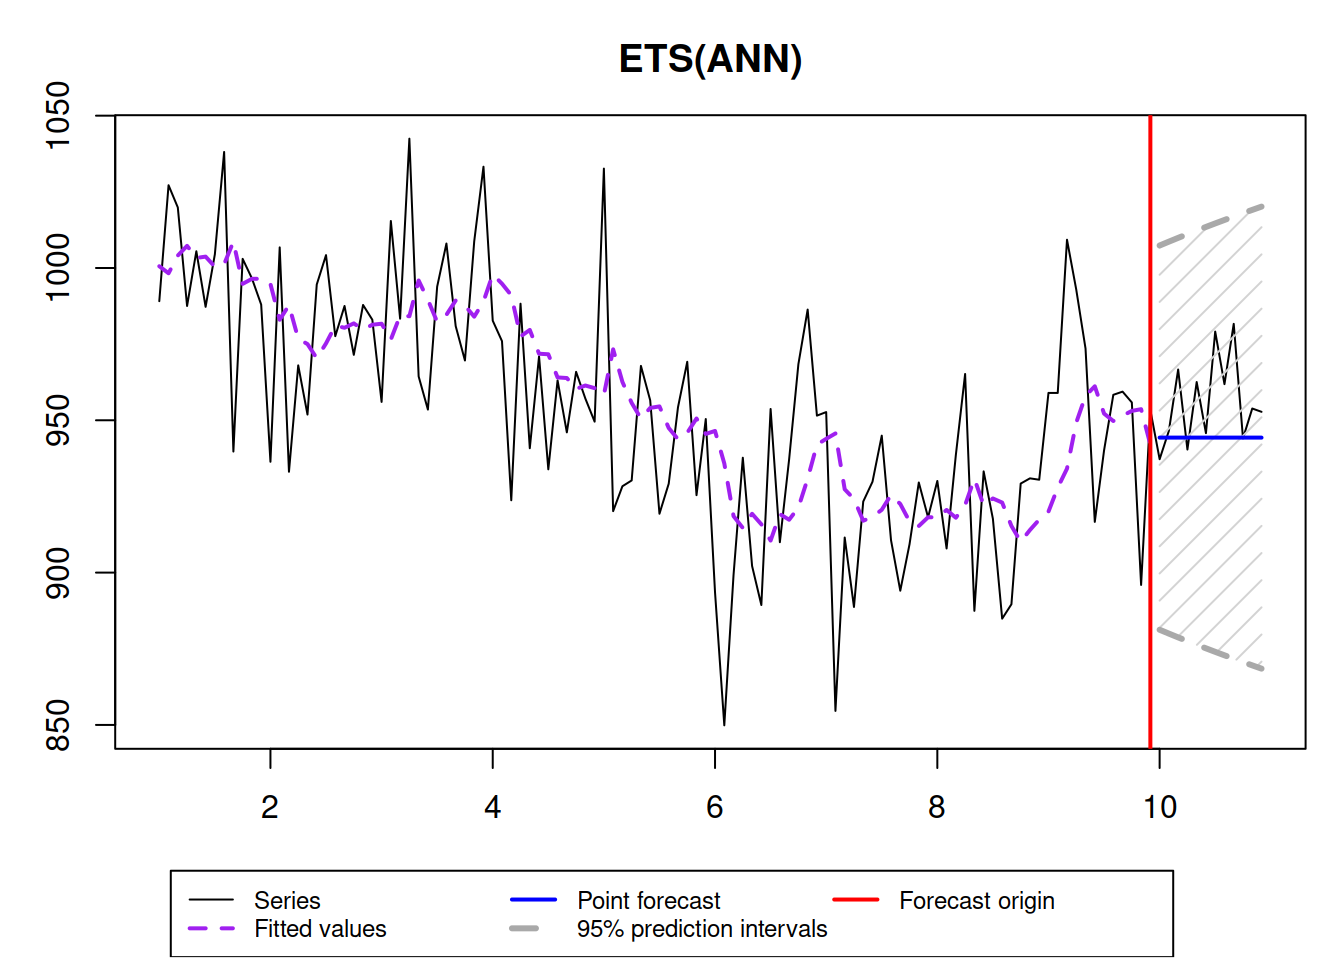 ETS(ANN)
1050
1000
950
900
850
2 4 6 8 10
Series Point forecast Forecast origin
Fitted values 95% prediction intervals